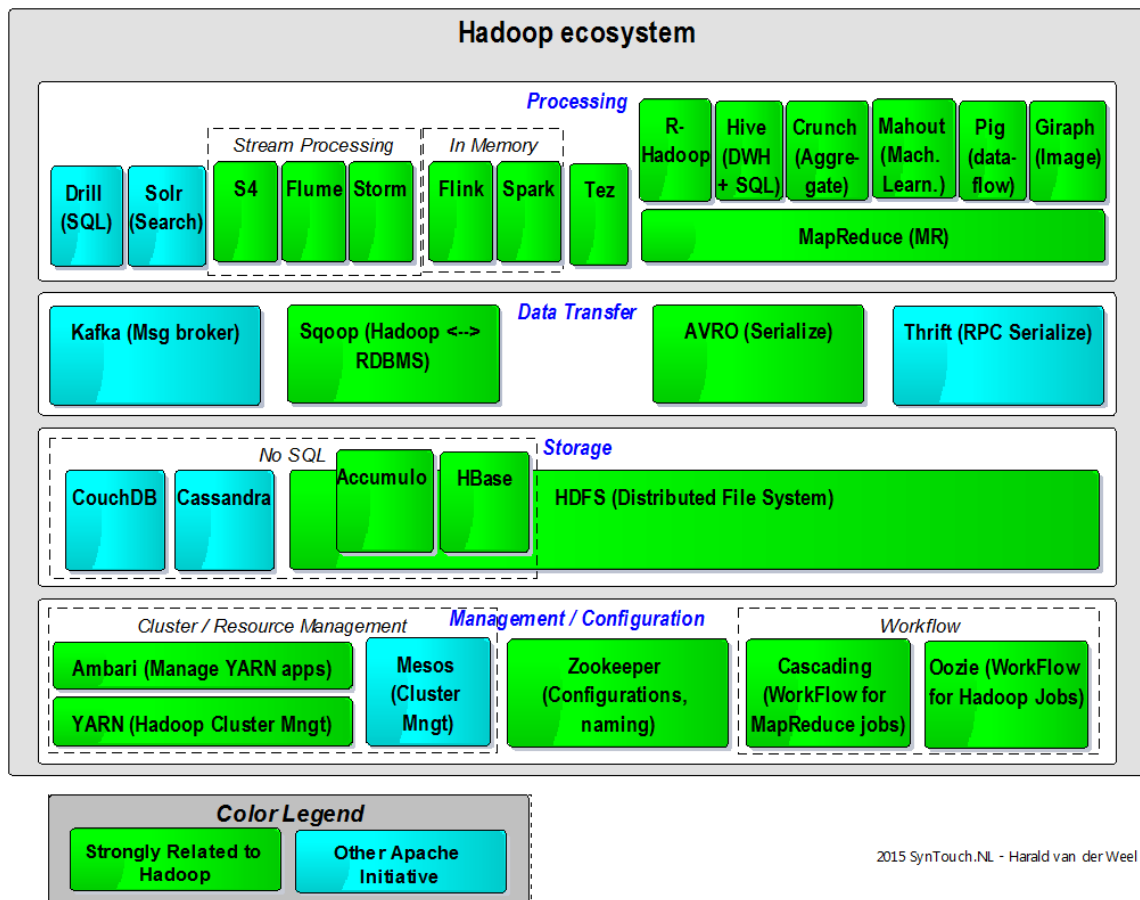 Hadoop ecosystem
Processing
Stream Processing
In Memory
Drill
(SQL)
Solr
(Search)
S4
Flume
Storm
Flink
Spark
Tez
R-
Hadoop
Hive
(DWH
+ SQL)
Crunch
(Aggre-
gate)
Mahout
(Mach.
Learn.)
Pig
(data-
flow)
Giraph
(Image)
MapReduce (MR)
Data Transfer
Kafka (Msg broker)
Sqoop (Hadoop <-->
RDBMS)
AVRO (Serialize)
Thrift (RPC Serialize)
Storage
No SQL
CouchDB
Cassandra
Accumulo
HBase
HDFS (Distributed File System)
Management / Configuration
Cluster / Resource Management
Ambari (Manage YARN apps)
YARN (Hadoop Cluster Mngt)
Mesos
(Cluster
Mngt)
Zookeeper
(Configurations,
naming)
Workflow
Cascading
(WorkFlow for
MapReduce jobs)
Oozie (WorkFlow
for Hadoop Jobs)
Color Legend
Strongly Related to
Hadoop
Other Apache
Initiative
2015 SynTouch.NL - Harald van der Weel